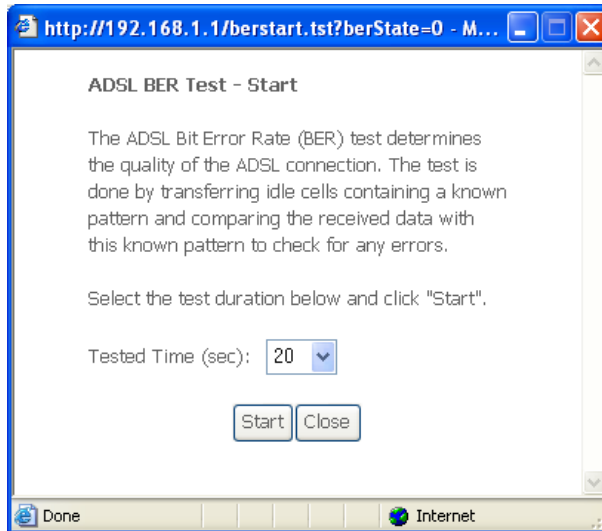 http://192.168.1.1/berstart.tst?berState=0 - M...
ADSL BER Test - Start
The ADSL Bit Error Rate (BER) test determines
the quality of the ADSL connection. The test is
done by transferring idle cells containing a known
pattern and comparing the received data with
this known pattern to check for any errors.
Select the test duration below and click "Start".
Tested Time (sec): 20
Start Close
Done Internet